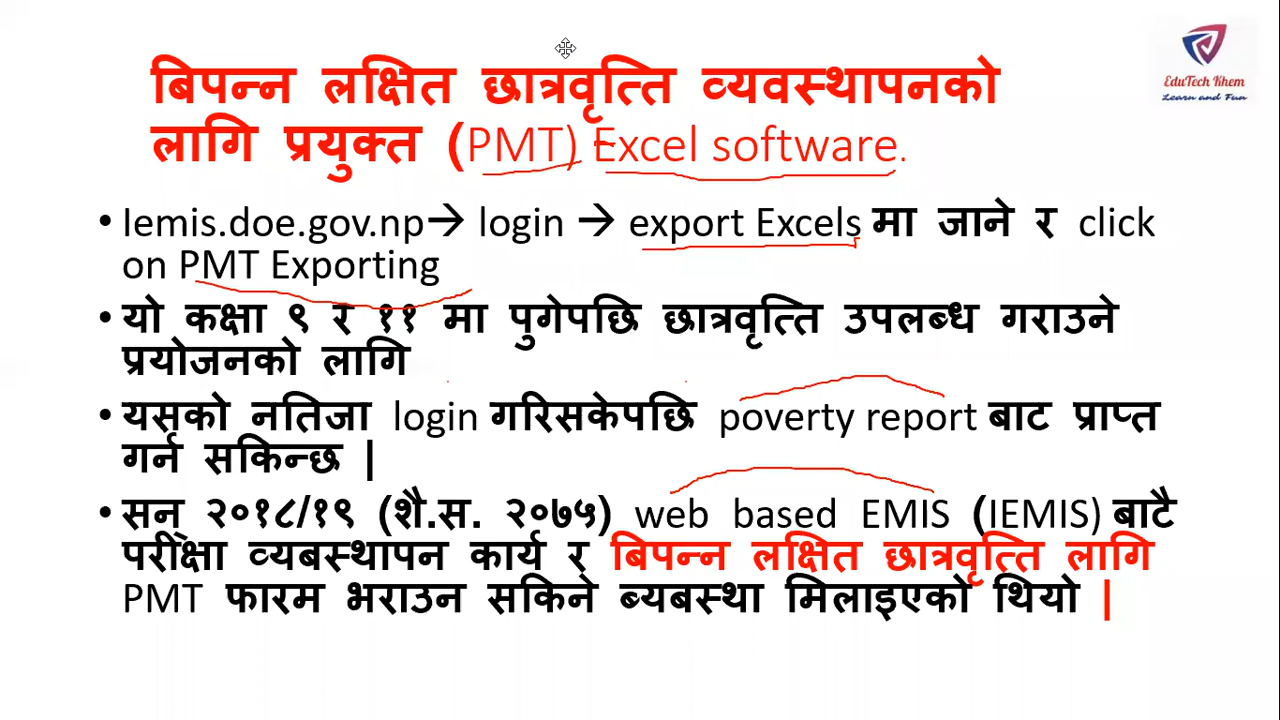 EduTech Khem
Learn and Fun
बिपन्न लक्षित छात्रवृत्ति व्यवस्थापनको
लागि प्रयुक्त (PMT) Excel software.
• Iemis.doe.gov.np→ login → export Excels मा जाने र click
on PMT Exporting
• यो कक्षा ९ र ११ मा पुगेपछि छात्रवृत्ति उपलब्ध गराउने
प्रयोजनको लागि
• यसको नतिजा login गरिसकेपछि poverty report बाट प्राप्त
गर्न सकिन्छ |
• सन् २०१८/१९ (शै.स. २०७५) web based EMIS (IEMIS) बाटै
परीक्षा व्यबस्थापन कार्य र बिपन्न लक्षित छात्रवृत्ति लागि
PMT फारम भराउन सकिने ब्यबस्था मिलाइएको थियो |